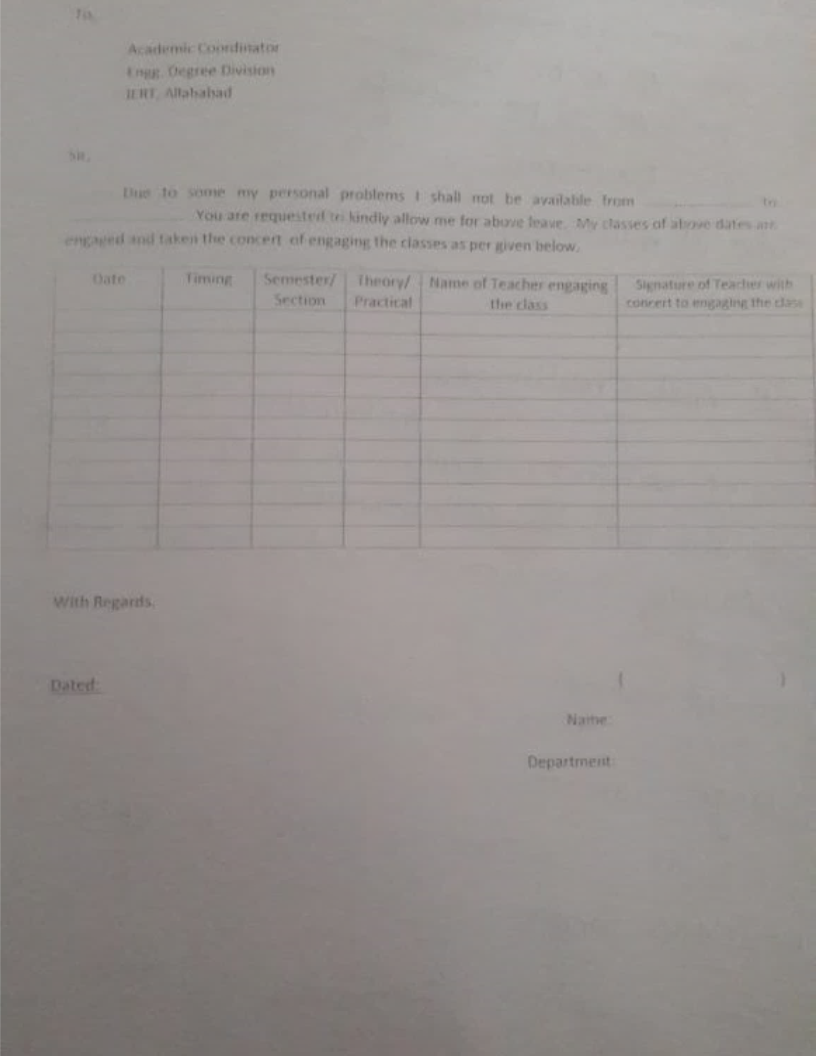 To,
Academic Coordinator
Engg. Degree Division
IERT, Allahabad
Sir,
Due to some my personal problems I shall not be available from .................... to
.................... You are requested to kindly allow me for above leave. My classes of above dates are
engaged and taken the concert of engaging the classes as per given below.
Date Timing Semester/ Theory/ Name of Teacher engaging Signature of Teacher with
Section Practical the class concert to engaging the class
With Regards.
Dated: ( )
Name:
Department: